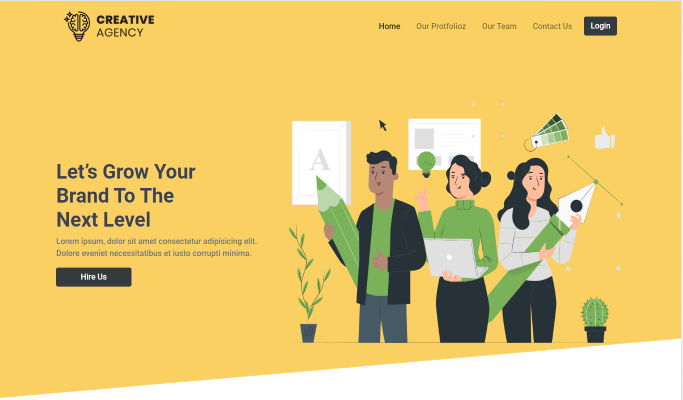 CREATIVE
AGENCY
Home Our Protfolioz Our Team Contact Us Login
A
Let's Grow Your
Brand To The
Next Level
Lorem ipsum, dolor sit amet consectetur adipisicing elit.
Dolore eveniet necessitatibus et iusto corrupti minima.
Hire Us